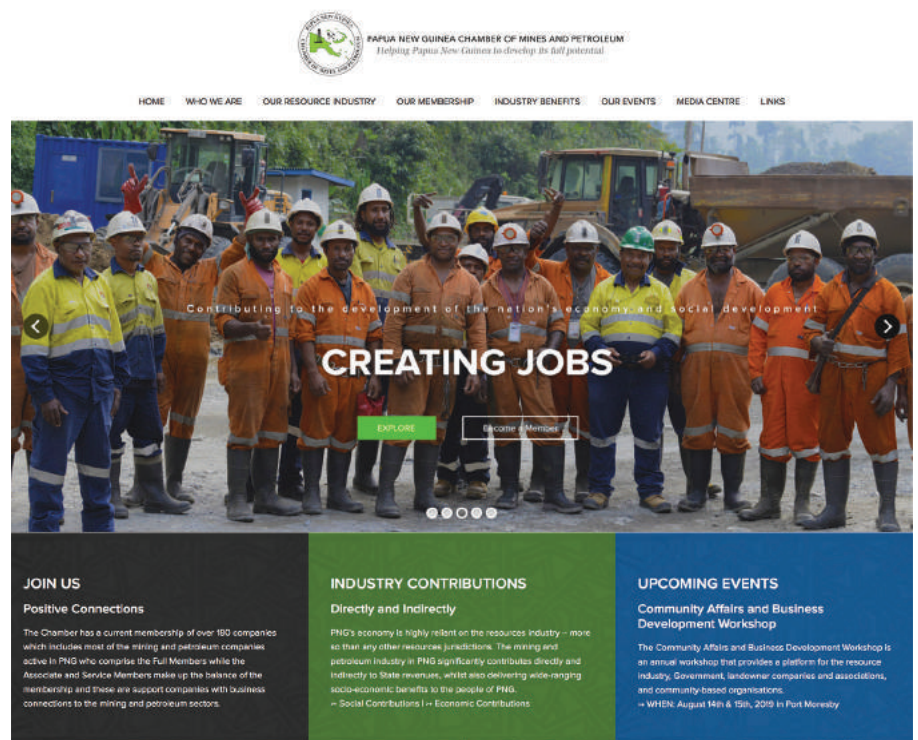 PAPUA NEW GUINEA CHAMBER OF MINES AND PETROLEUM
Helping Papua New Guinea to develop its full potential
HOME WHO WE ARE OUR RESOURCE INDUSTRY OUR MEMBERSHIP INDUSTRY BENEFITS OUR EVENTS MEDIA CENTRE LINKS
Contributing to the development of the nation's economy and social development
CREATING JOBS
EXPLORE Become a Member
JOIN US
Positive Connections
The Chamber has a current membership of over 180 companies
which includes most of the mining and petroleum companies
active in PNG who comprise the Full Members while the
Associate and Service Members make up the balance of the
membership and these are support companies with business
connections to the mining and petroleum sectors.
INDUSTRY CONTRIBUTIONS
Directly and Indirectly
PNG's economy is highly reliant on the resources industry – more
so than any other resources jurisdictions. The mining and
petroleum industry in PNG significantly contributes directly and
indirectly to State revenues, whilst also delivering wide-ranging
socio-economic benefits to the people of PNG.
↣ Social Contributions | ↣ Economic Contributions
UPCOMING EVENTS
Community Affairs and Business
Development Workshop
The Community Affairs and Business Development Workshop is
an annual workshop that provides a platform for the resource
industry, Government, landowner companies and associations,
and community-based organisations.
↣ WHEN: August 14th & 15th, 2019 in Port Moresby